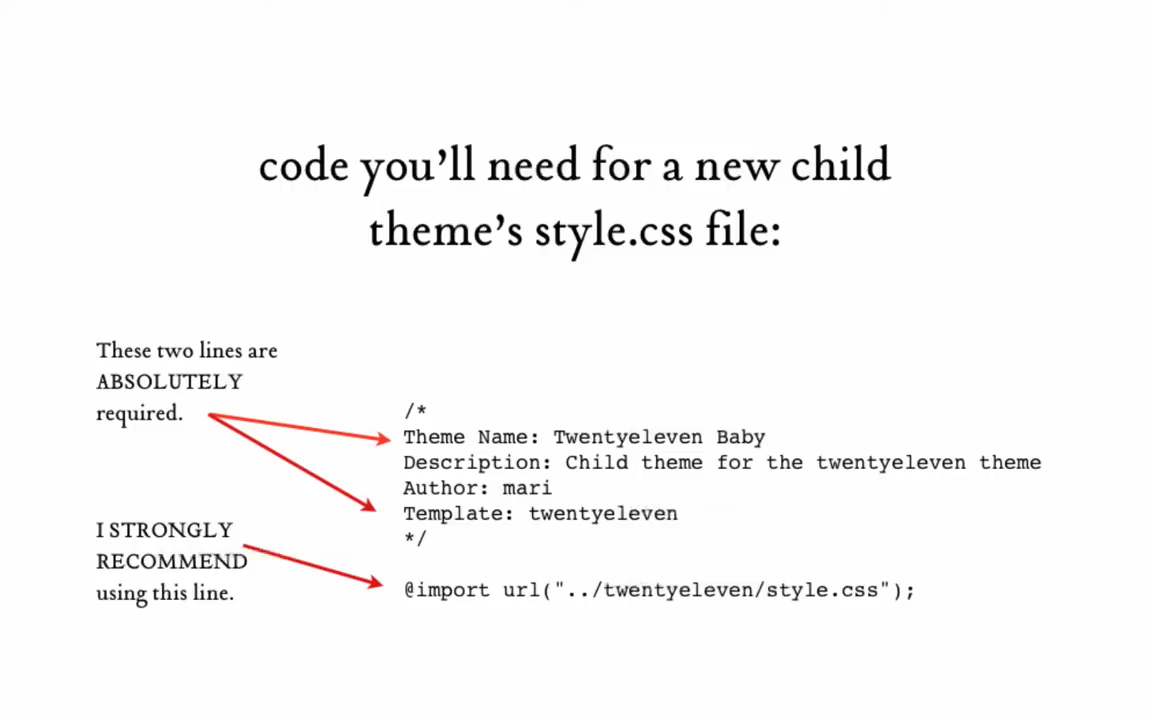 code you’ll need for a new child
theme’s style.css file:
These two lines are
ABSOLUTELY
required.
/*
Theme Name: Twentyeleven Baby
Description: Child theme for the twentyeleven theme
Author: mari
Template: twentyeleven
*/
I STRONGLY
RECOMMEND
using this line.
@import url("../twentyeleven/style.css");